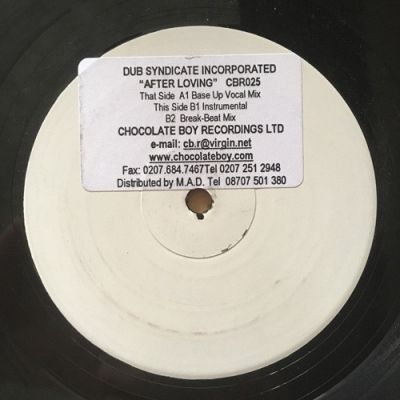 DUB SYNDICATE INCORPORATED
"AFTER LOVING" CBR025
That Side A1 Base Up Vocal Mix
This Side B1 Instrumental
B2 Break-Beat Mix
CHOCOLATE BOY RECORDINGS LTD
e-mail: cb.r@virgin.net
www.chocolateboy.com
Fax: 0207.684.7467Tel 0207 251 2948
Distributed by M.A.D. Tel 08707 501 380